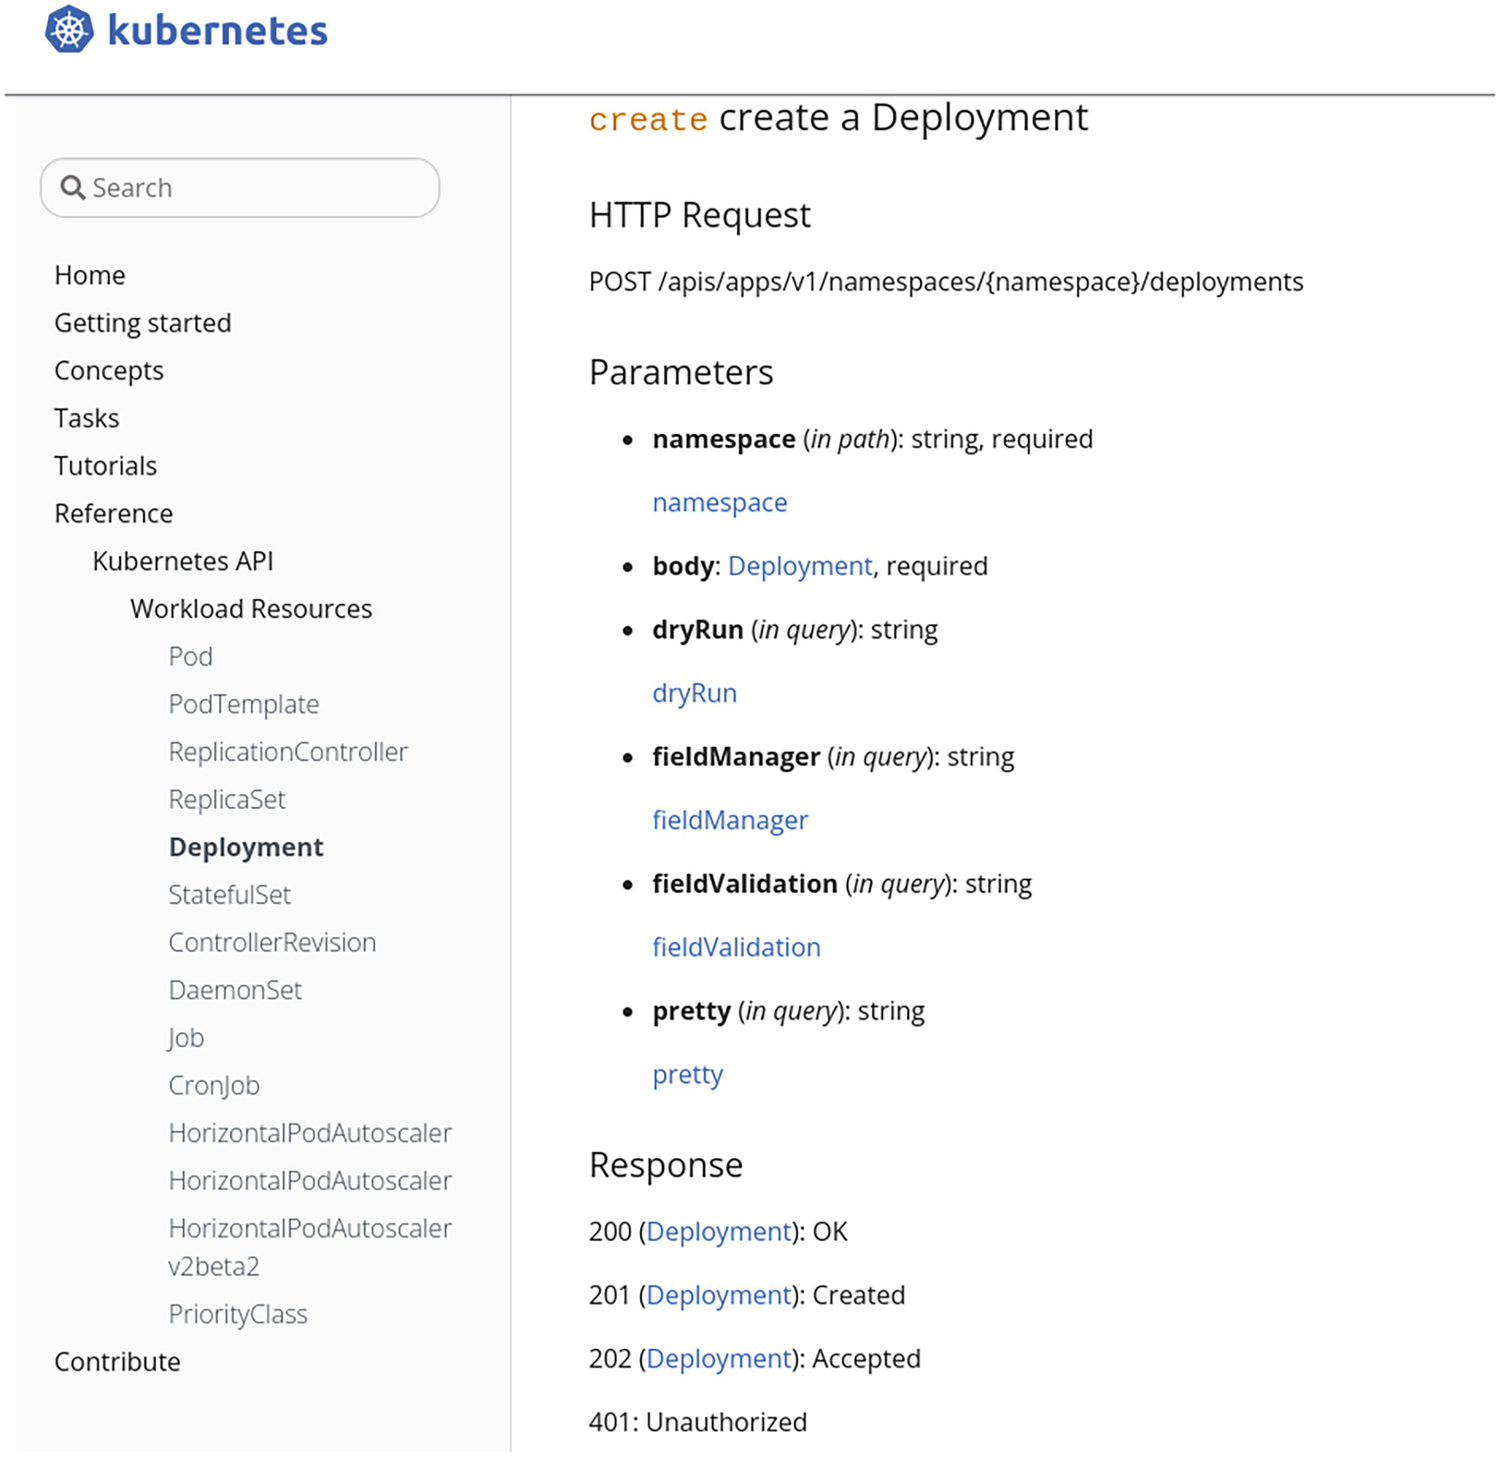 kubernetes
Search
Home
Getting started
Concepts
Tasks
Tutorials
Reference
Kubernetes API
Workload Resources
Pod
PodTemplate
ReplicationController
ReplicaSet
Deployment
StatefulSet
ControllerRevision
DaemonSet
Job
CronJob
HorizontalPodAutoscaler
HorizontalPodAutoscaler
HorizontalPodAutoscaler
v2beta2
PriorityClass
Contribute
create create a Deployment
HTTP Request
POST /apis/apps/v1/namespaces/{namespace}/deployments
Parameters
• namespace (in path): string, required
namespace
• body: Deployment, required
• dryRun (in query): string
dryRun
• fieldManager (in query): string
fieldManager
• fieldValidation (in query): string
fieldValidation
• pretty (in query): string
pretty
Response
200 (Deployment): OK
201 (Deployment): Created
202 (Deployment): Accepted
401: Unauthorized